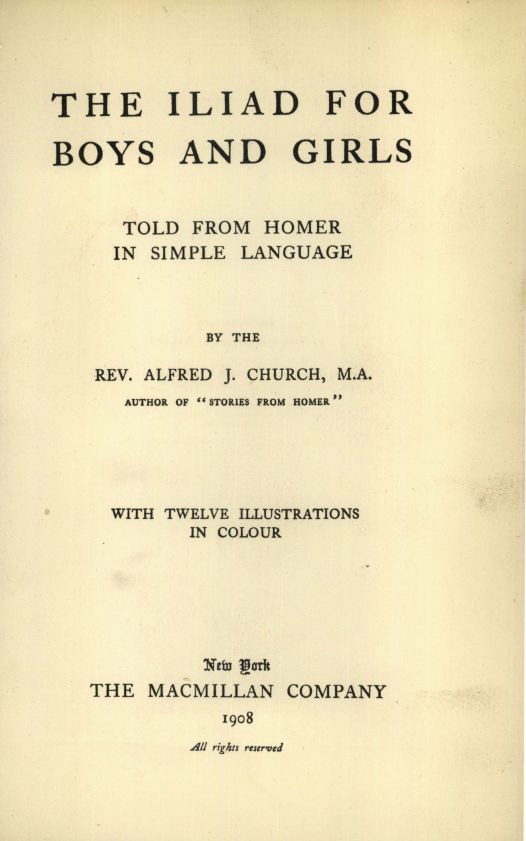 THE ILIAD FOR
BOYS AND GIRLS
TOLD FROM HOMER
IN SIMPLE LANGUAGE
BY THE
REV. ALFRED J. CHURCH, M.A.
AUTHOR OF “STORIES FROM HOMER”
WITH TWELVE ILLUSTRATIONS
IN COLOUR
New York
THE MACMILLAN COMPANY
1908
All rights reserved